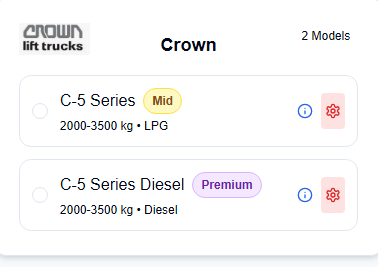 CROWN
lift trucks
Crown
2 Models
C-5 Series Mid
2000-3500 kg • LPG
C-5 Series Diesel Premium
2000-3500 kg • Diesel